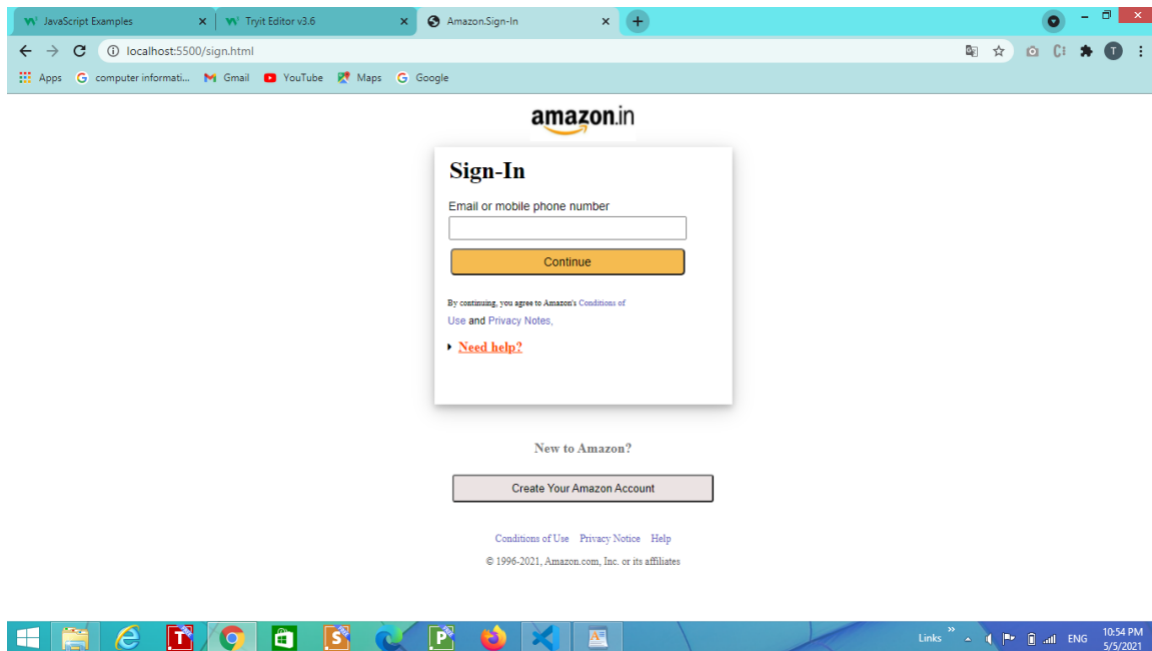 JavaScript Examples
Tryit Editor v3.6
Amazon.Sign-In
localhost:5500/sign.html
Apps
computer informati...
Gmail
YouTube
Maps
Google
amazon.in
Sign-In
Email or mobile phone number
Continue
By continuing, you agree to Amazon's Conditions of
Use and Privacy Notes,
Need help?
New to Amazon?
Create Your Amazon Account
Conditions of Use Privacy Notice Help
© 1996-2021, Amazon.com, Inc. or its affiliates
Links
ENG
10:54 PM
5/5/2021